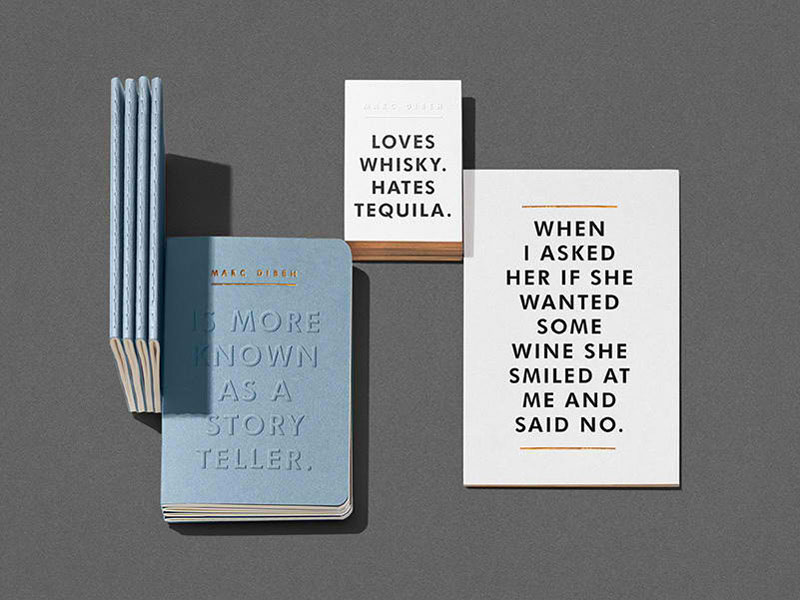 MARC DIBEH
IS MORE
KNOWN
AS A
STORY
TELLER.
MARC DIBEH
LOVES
WHISKY.
HATES
TEQUILA.
WHEN
I ASKED
HER IF SHE
WANTED
SOME
WINE SHE
SMILED AT
ME AND
SAID NO.